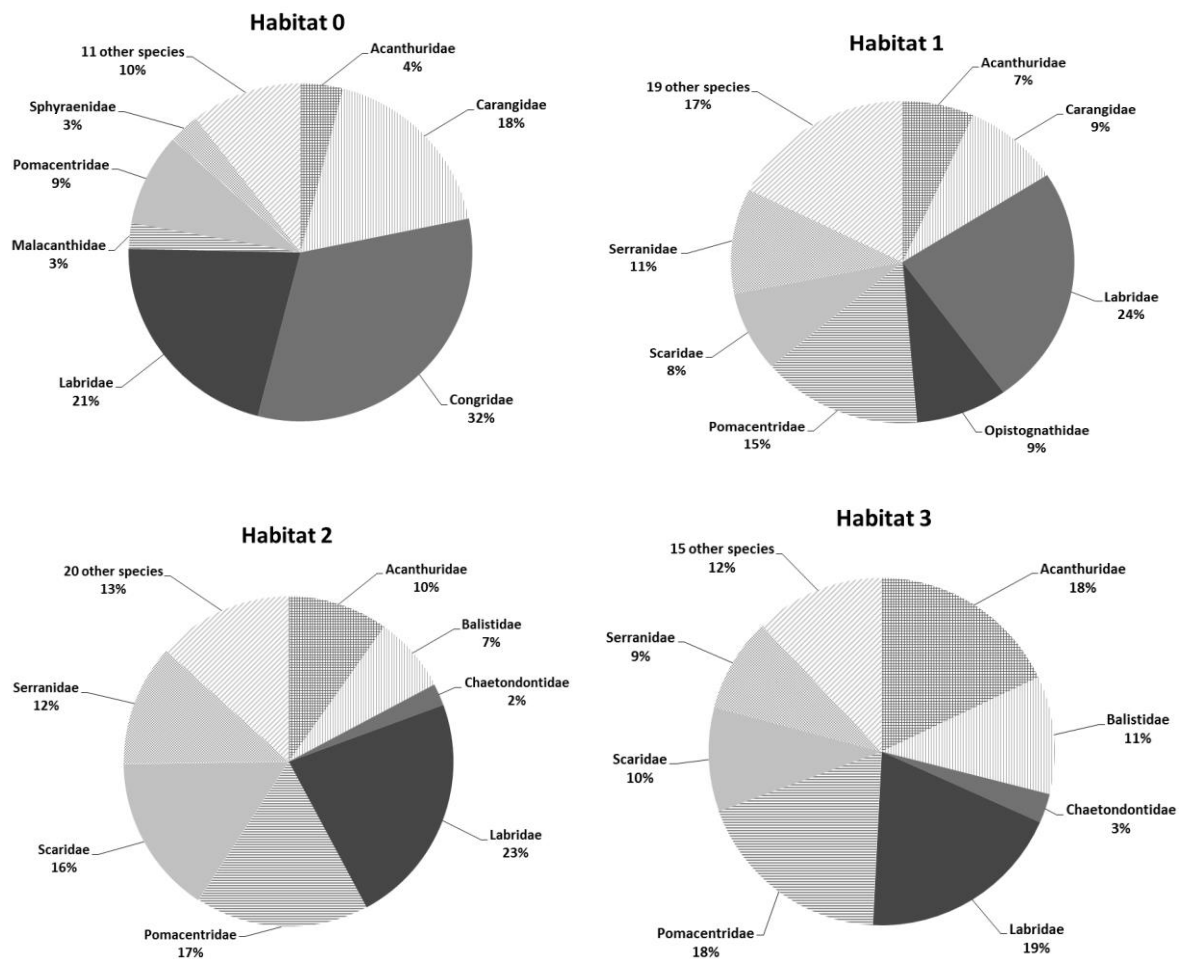 Habitat 0
11 other species
10%
Acanthuridae
4%
Sphyraenidae
3%
Carangidae
18%
Pomacentridae
9%
Malacanthidae
3%
Labridae
21%
Congridae
32%
Habitat 1
19 other species
17%
Acanthuridae
7%
Carangidae
9%
Serranidae
11%
Labridae
24%
Scaridae
8%
Pomacentridae
15%
Opistognathidae
9%
Habitat 2
20 other species
13%
Acanthuridae
10%
Balistidae
7%
Serranidae
12%
Chaetondontidae
2%
Scaridae
16%
Labridae
23%
Pomacentridae
17%
Habitat 3
15 other species
12%
Acanthuridae
18%
Serranidae
9%
Balistidae
11%
Scaridae
10%
Chaetondontidae
3%
Pomacentridae
18%
Labridae
19%